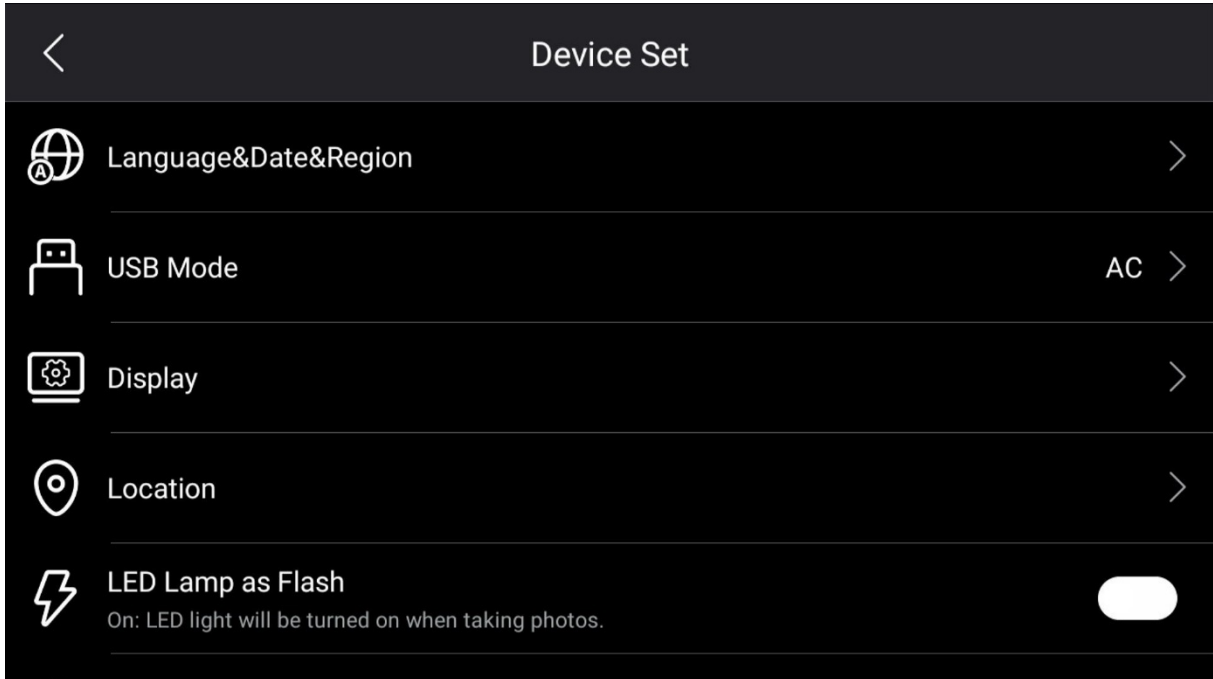 Device Set
Language&Date&Region
USB Mode
AC
Display
Location
LED Lamp as Flash
On: LED light will be turned on when taking photos.